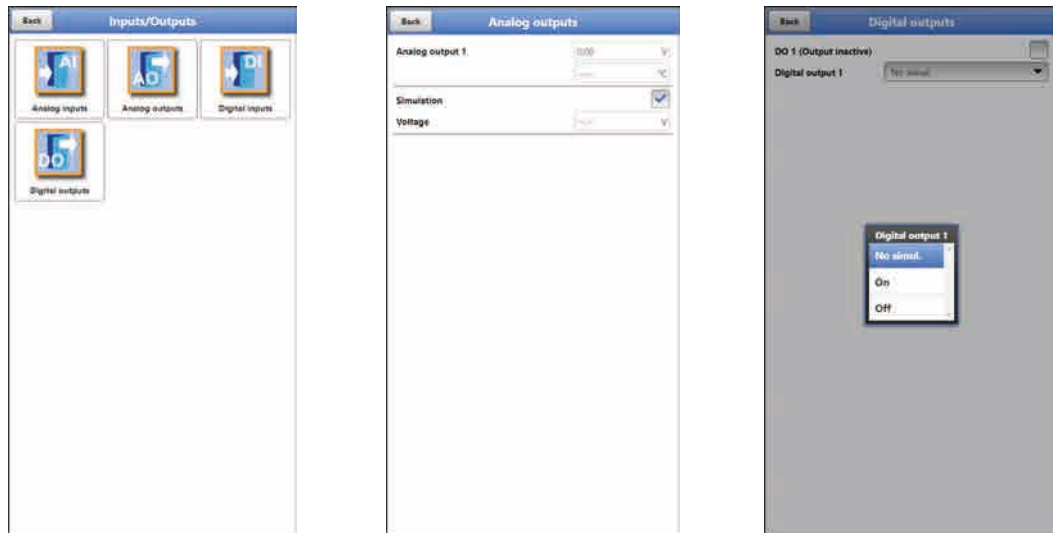 Back Inputs/Outputs
AI AO DI
Analog inputs Analog outputs Digital inputs
DO
Digital outputs
Back Analog outputs
Analog output 1 V
°C
Simulation
Voltage V
Back Digital outputs
DO 1 (Output inactive)
Digital output 1 No simul.
Digital output 1
No simul.
On
Off